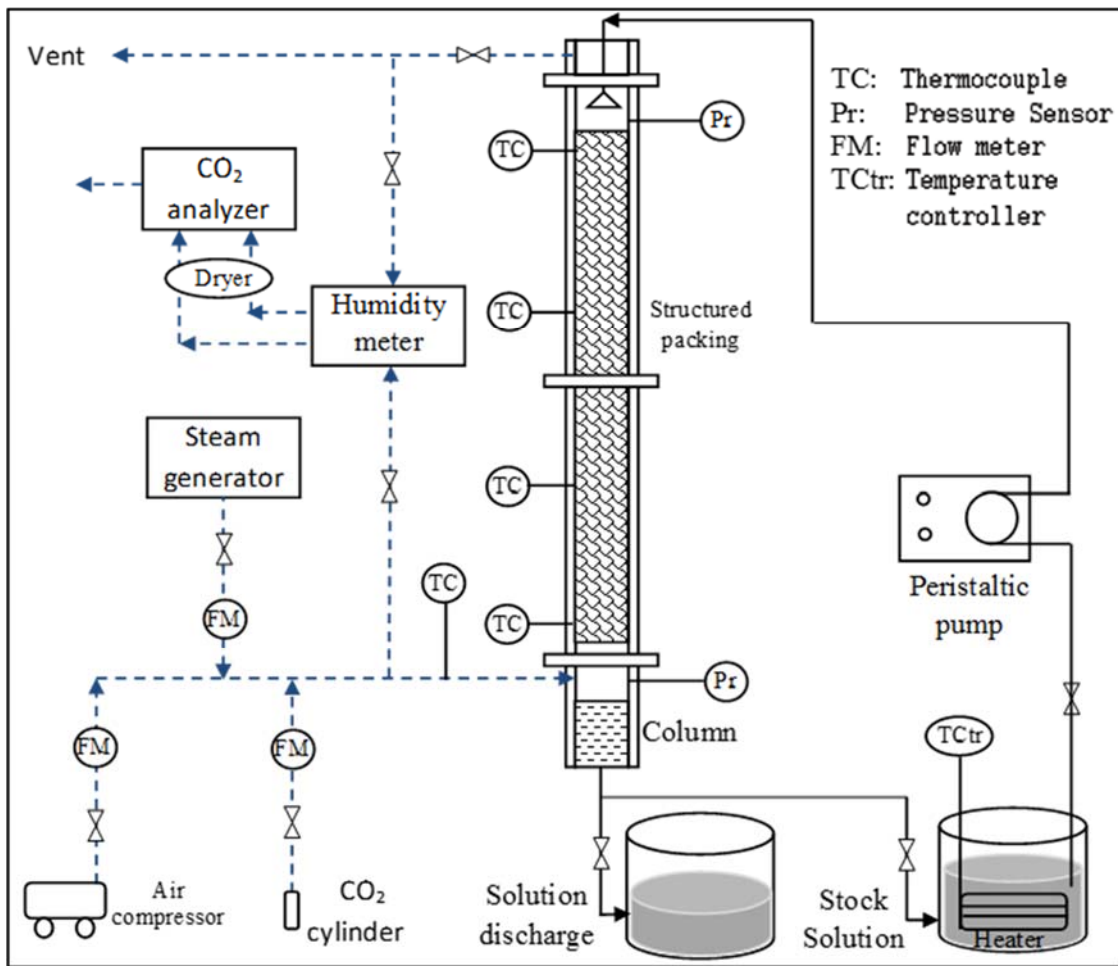 Vent
TC: Thermocouple
Pr: Pressure Sensor
FM: Flow meter
TCtr: Temperature
controller
Pr
TC
CO₂
analyzer
Dryer
Humidity
meter
TC
Structured
packing
Steam
generator
TC
Peristaltic
pump
TC
FM
TC
Pr
Column
FM
FM
TCtr
Air
compressor
CO₂
cylinder
Solution
discharge
Stock
Solution
Heater